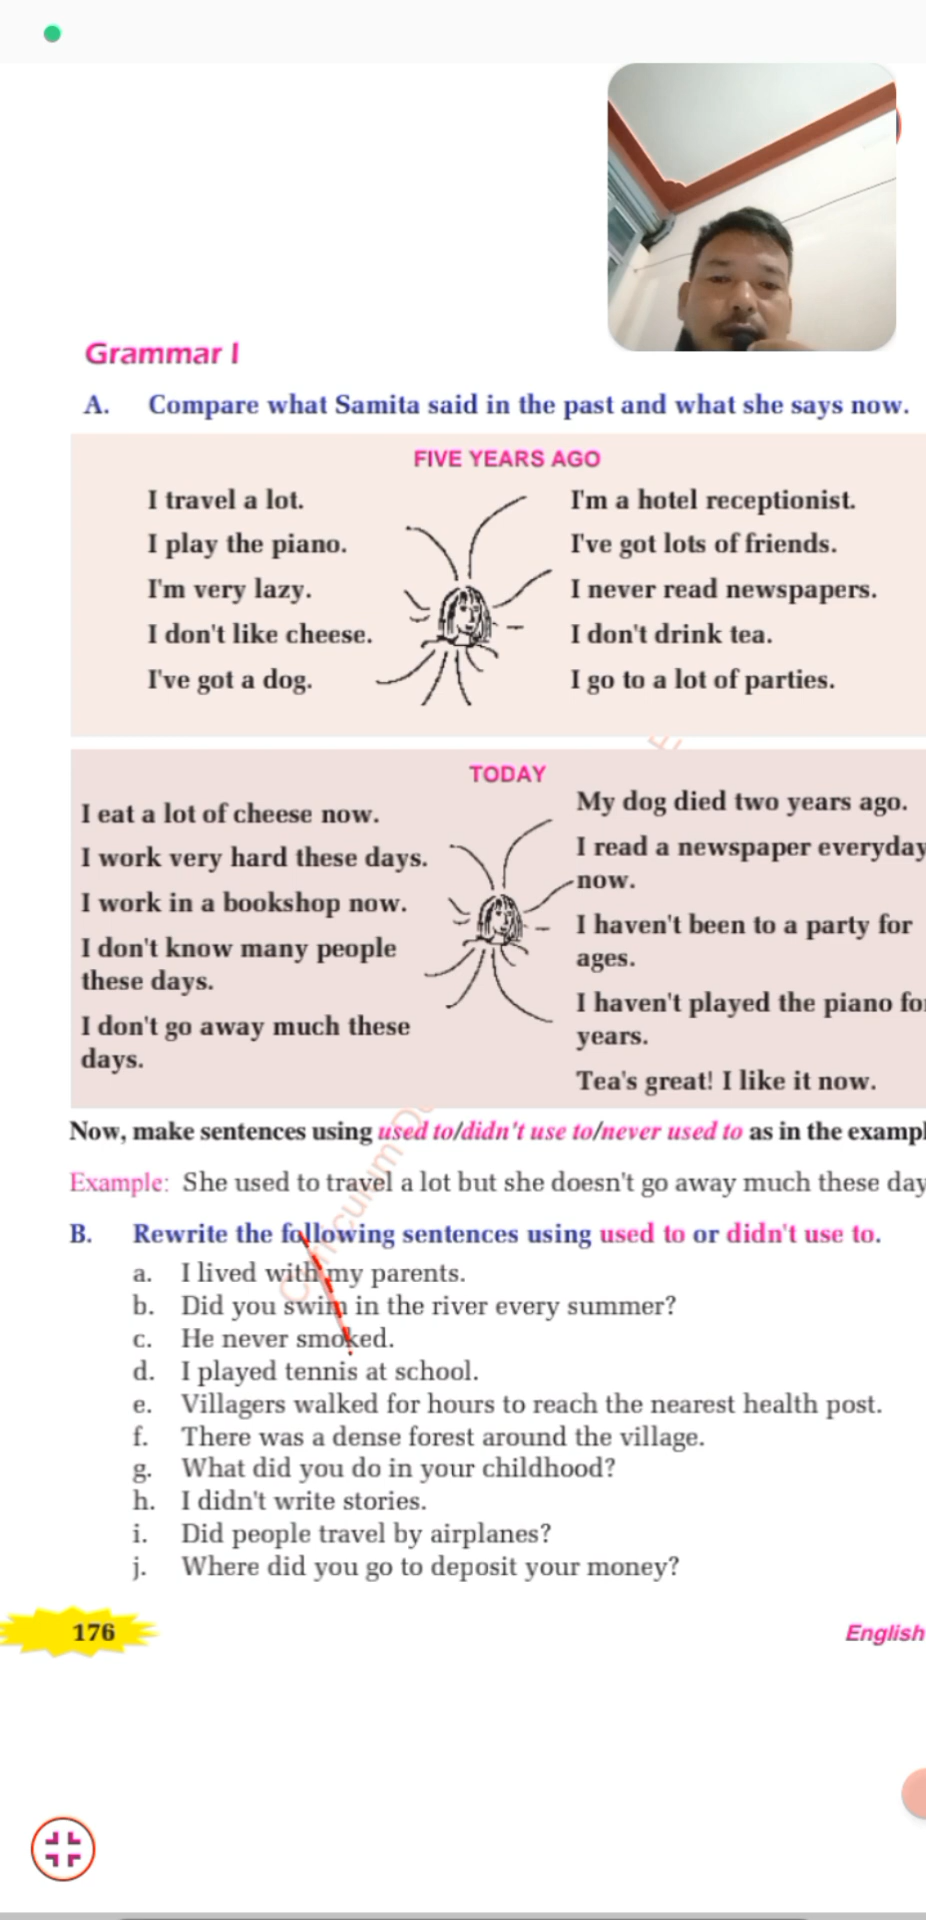 Grammar I
A. Compare what Samita said in the past and what she says now.
FIVE YEARS AGO
I travel a lot.
I play the piano.
I'm very lazy.
I don't like cheese.
I've got a dog.
I'm a hotel receptionist.
I've got lots of friends.
I never read newspapers.
I don't drink tea.
I go to a lot of parties.
TODAY
I eat a lot of cheese now.
I work very hard these days.
I work in a bookshop now.
I don't know many people
these days.
I don't go away much these
days.
My dog died two years ago.
I read a newspaper everyday
now.
I haven't been to a party for
ages.
I haven't played the piano
years.
Tea's great! I like it now.
Now, make sentences using used to/didn't use to/never used to as in the
Example: She used to travel a lot but she doesn't go away much these
B. Rewrite the following sentences using used to or didn't use to.
a. I lived with my parents.
b. Did you swim in the river every summer?
c. He never smoked.
d. I played tennis at school.
e. Villagers walked for hours to reach the nearest health post.
f. There was a dense forest around the village.
g. What did you do in your childhood?
h. I didn't write stories.
i. Did people travel by airplanes?
j. Where did you go to deposit your money?
176
English